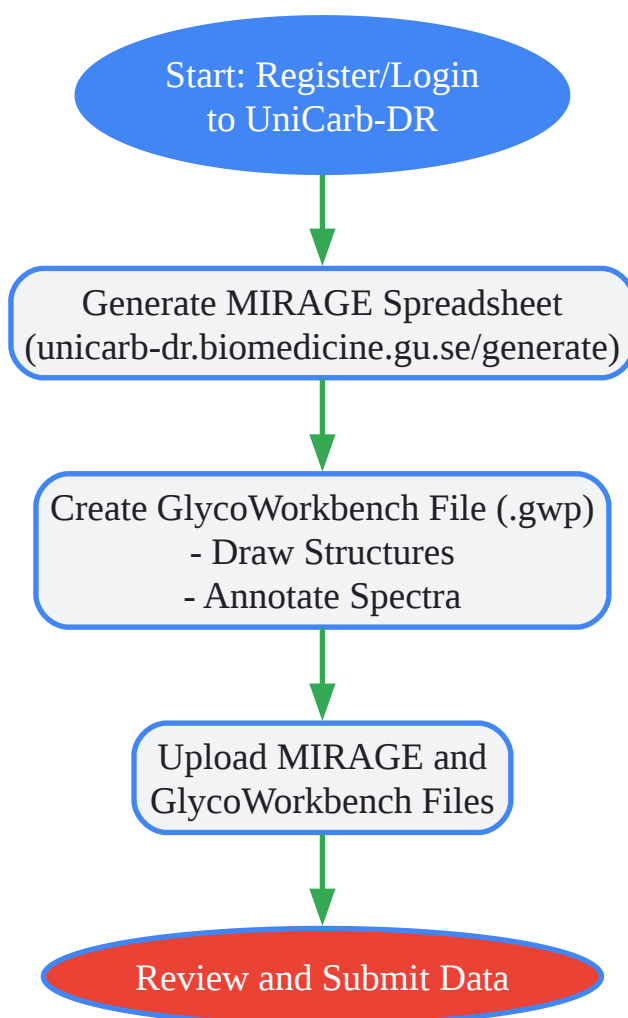 Start: Register/Login
to UniCarb-DR
Generate MIRAGE Spreadsheet
(unicarb-dr.biomedicine.gu.se/generate)
Create GlycoWorkbench File (.gwp)
- Draw Structures
- Annotate Spectra
Upload MIRAGE and
GlycoWorkbench Files
Review and Submit Data